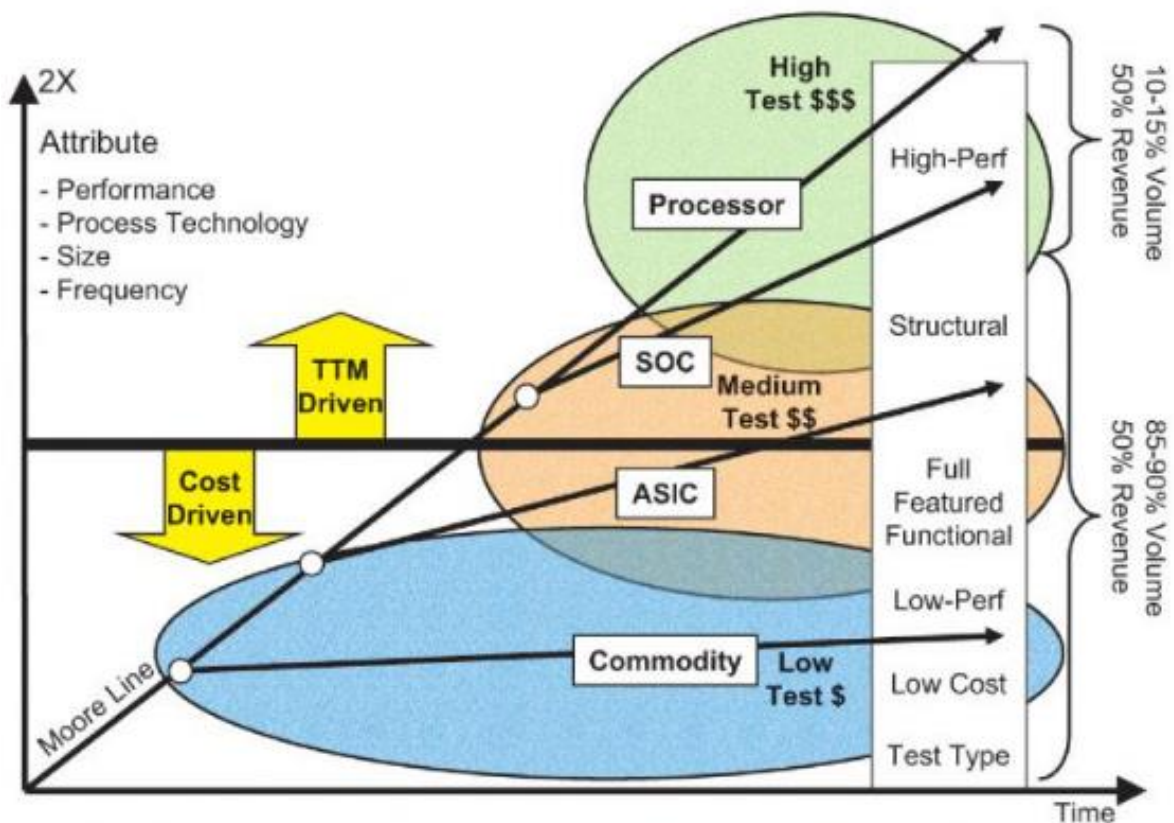 2X
Attribute
- Performance
- Process Technology
- Size
- Frequency
TTM
Driven
Cost
Driven
Moore Line
High
Test $$$
Processor
SOC
Medium
Test $$
ASIC
Commodity
Low
Test $
High-Perf
Structural
Full
Featured
Functional
Low-Perf
Low Cost
Test Type
10-15% Volume
50% Revenue
85-90% Volume
50% Revenue
Time